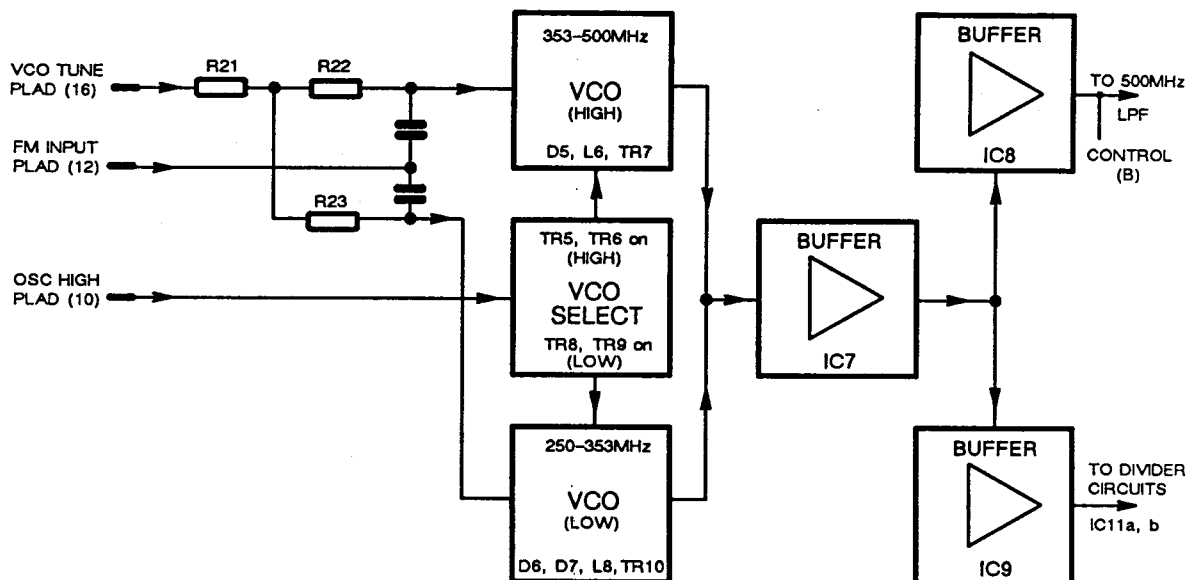 VCO TUNE
PLAD (16)
R21
R22
FM INPUT
PLAD (12)
R23
OSC HIGH
PLAD (10)
353-500MHz
VCO
(HIGH)
D5, L6, TR7
TR5, TR6 on
(HIGH)
VCO
SELECT
TR8, TR9 on
(LOW)
250-353MHz
VCO
(LOW)
D6, D7, L8, TR10
BUFFER
IC7
BUFFER
IC8
TO 500MHz
LPF
CONTROL
(B)
BUFFER
IC9
TO DIVIDER
CIRCUITS
IC11a, b